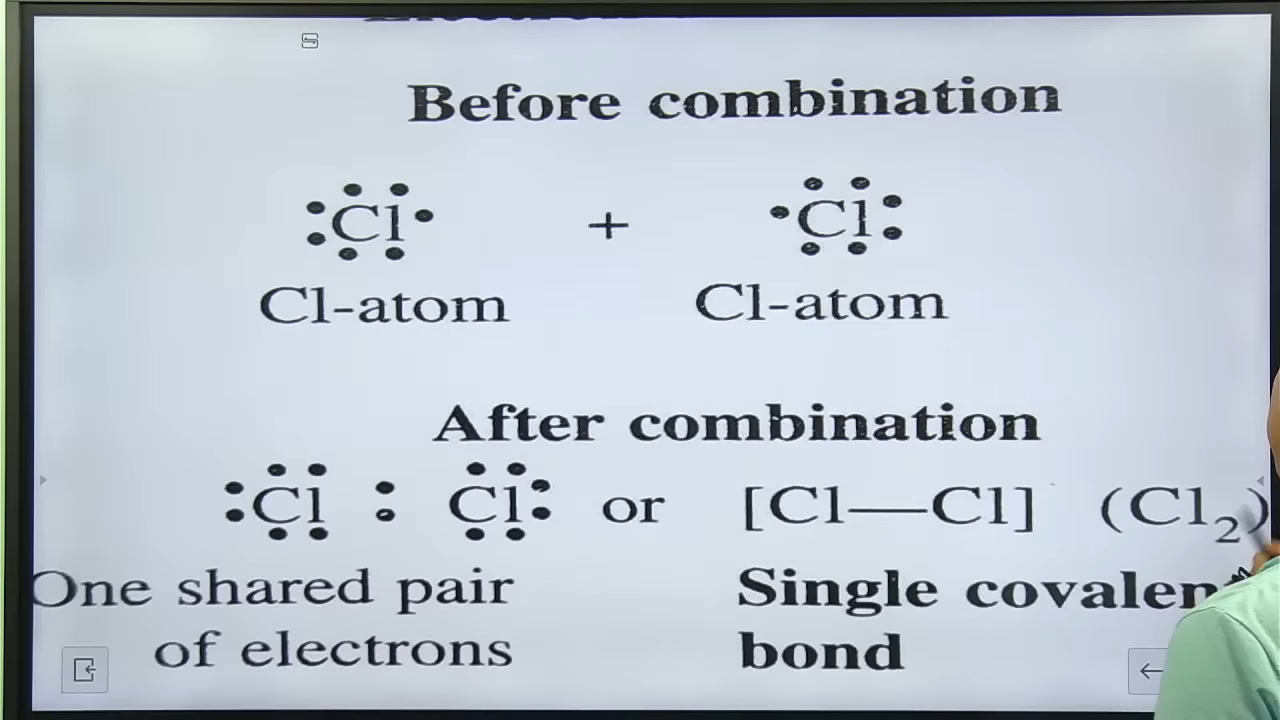 Before combination
Cl + Cl
Cl-atom Cl-atom
After combination
Cl : Cl or [Cl—Cl] (Cl₂)
One shared pair Single covalen
of electrons bond